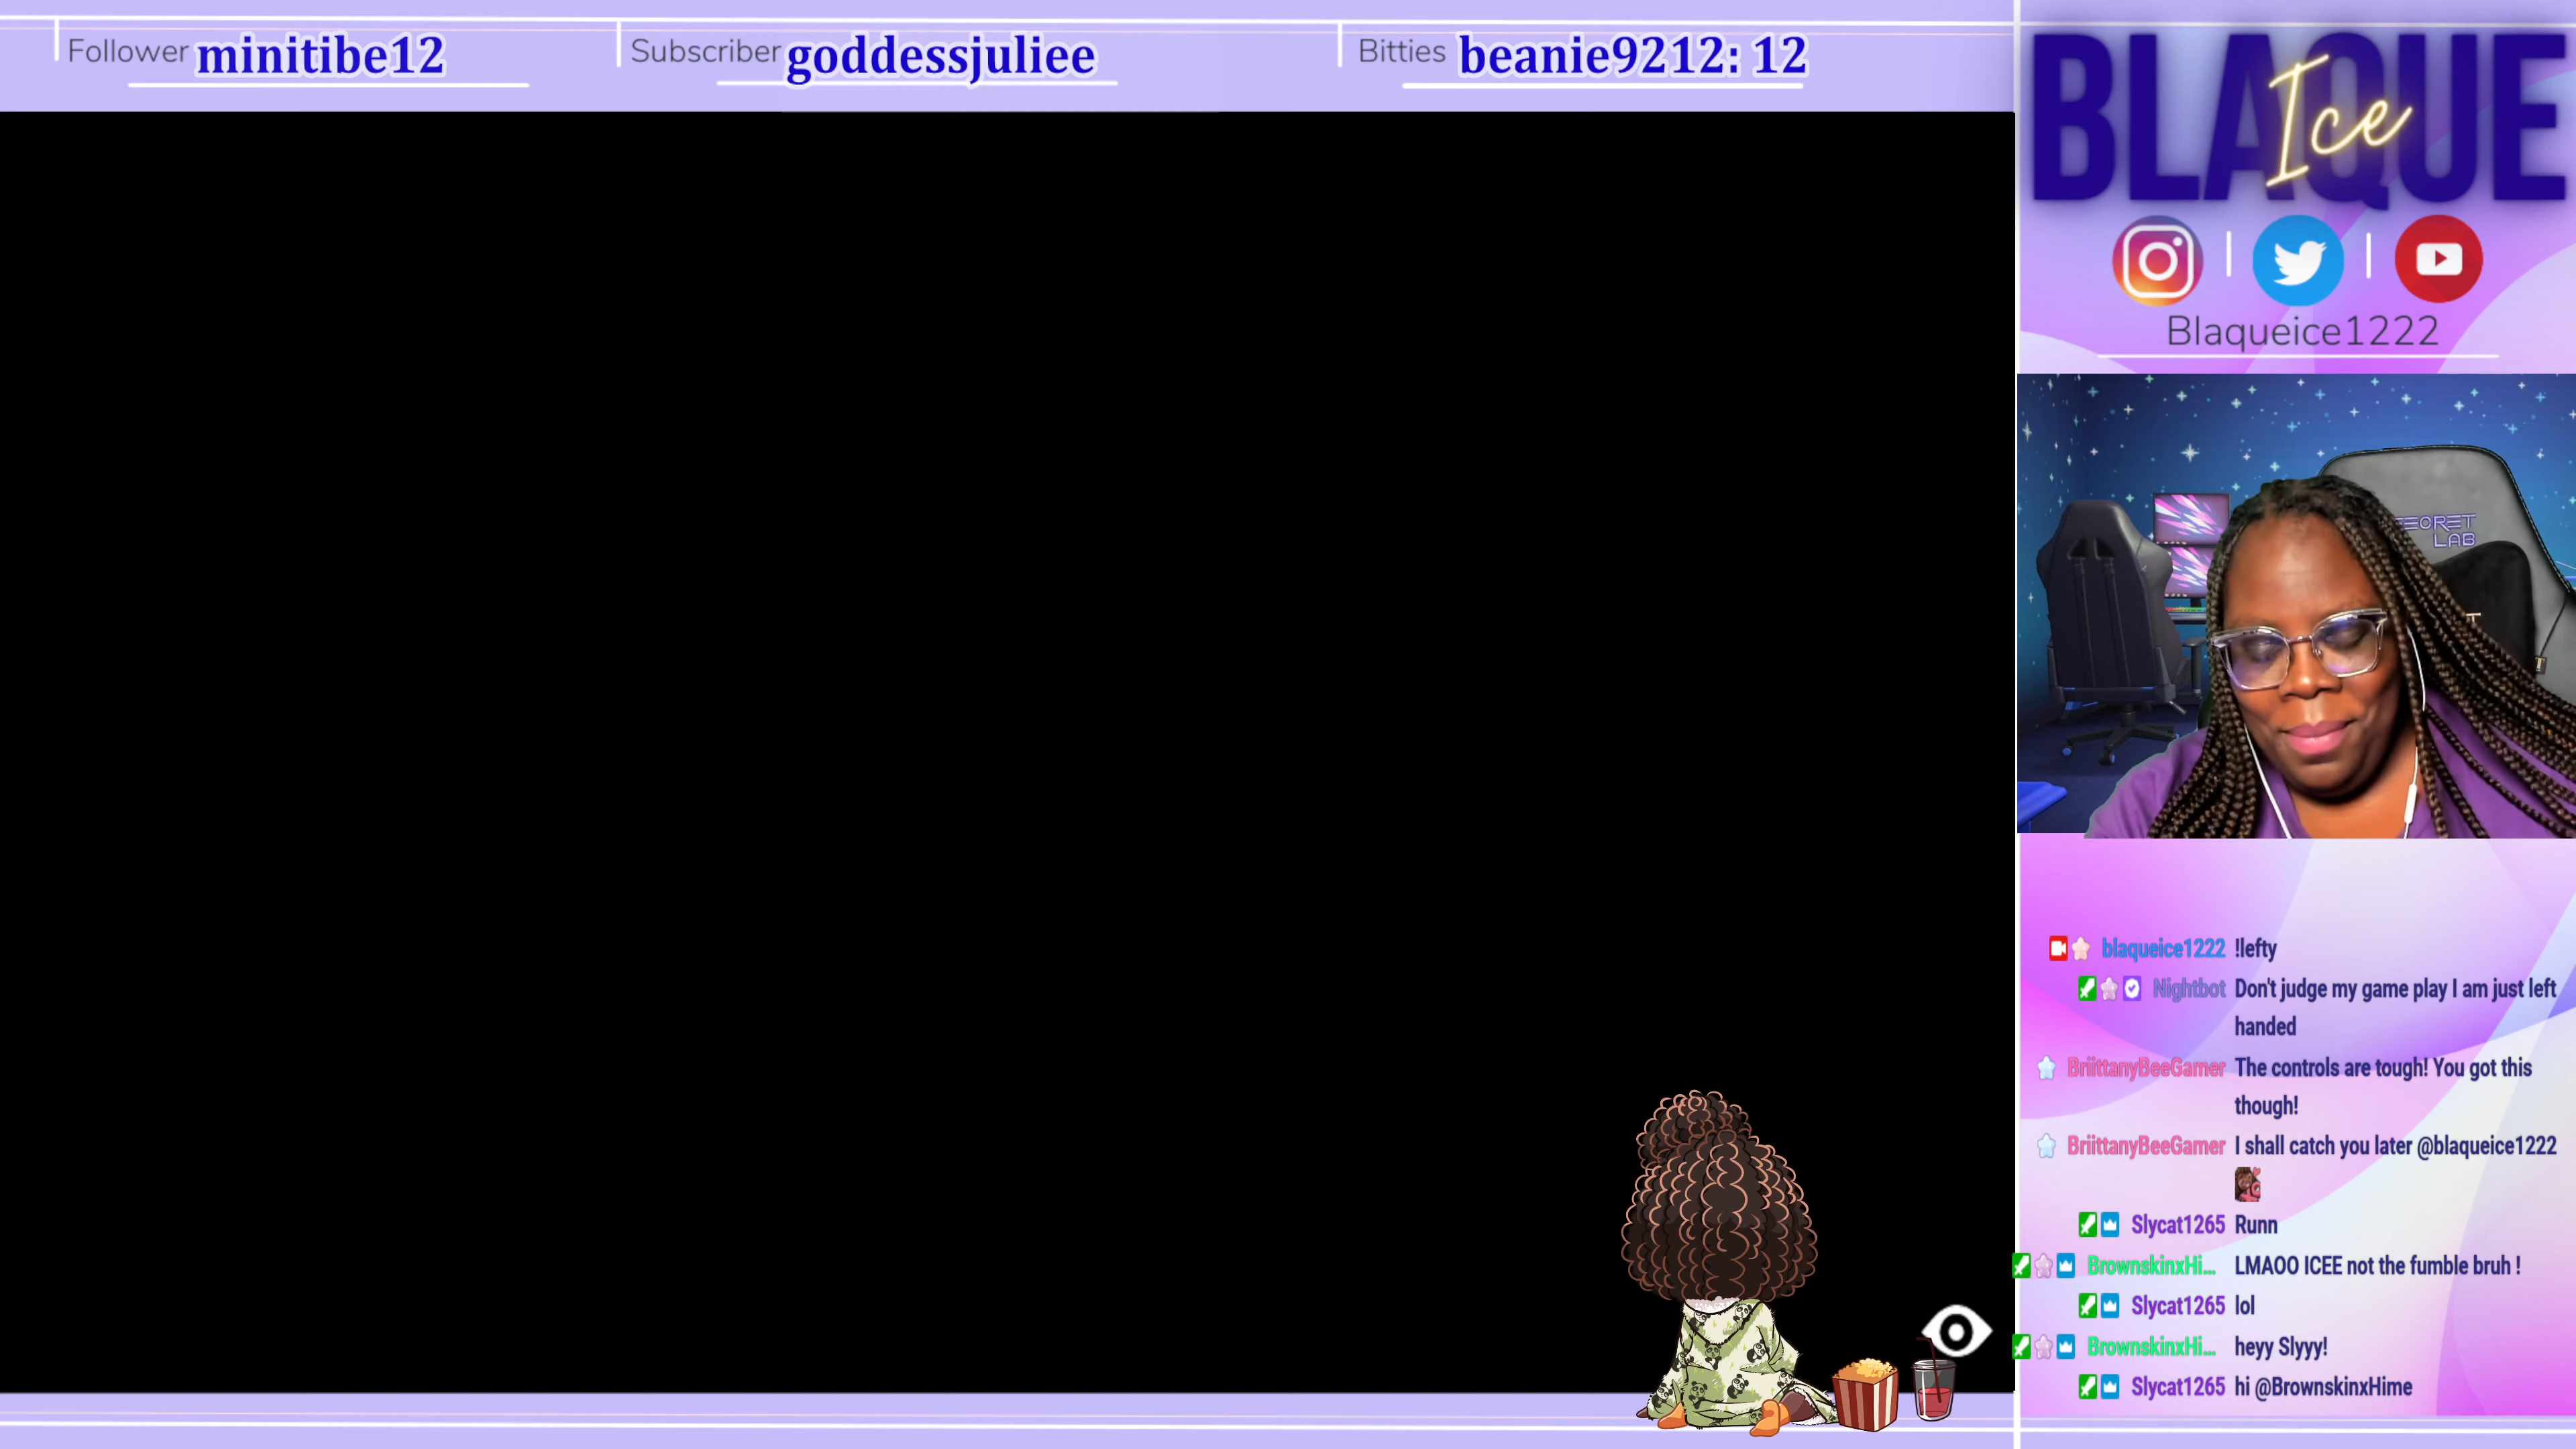 Follower minitibe12
Subscriber goddessjuliee
Bitties beanie9212: 12
BLAQUE
Ice
Blaqueice1222
SECRET
LAB
blaqueice1222 !lefty
Nightbot Don't judge my game play I am just left
handed
BriittanyBeeGamer The controls are tough! You got this
though!
BriittanyBeeGamer I shall catch you later @blaqueice1222
Slycat1265 Runn
BrownskinxHi... LMAOO ICEE not the fumble bruh !
Slycat1265 lol
BrownskinxHi... heyy Slyyy!
Slycat1265 hi @BrownskinxHime